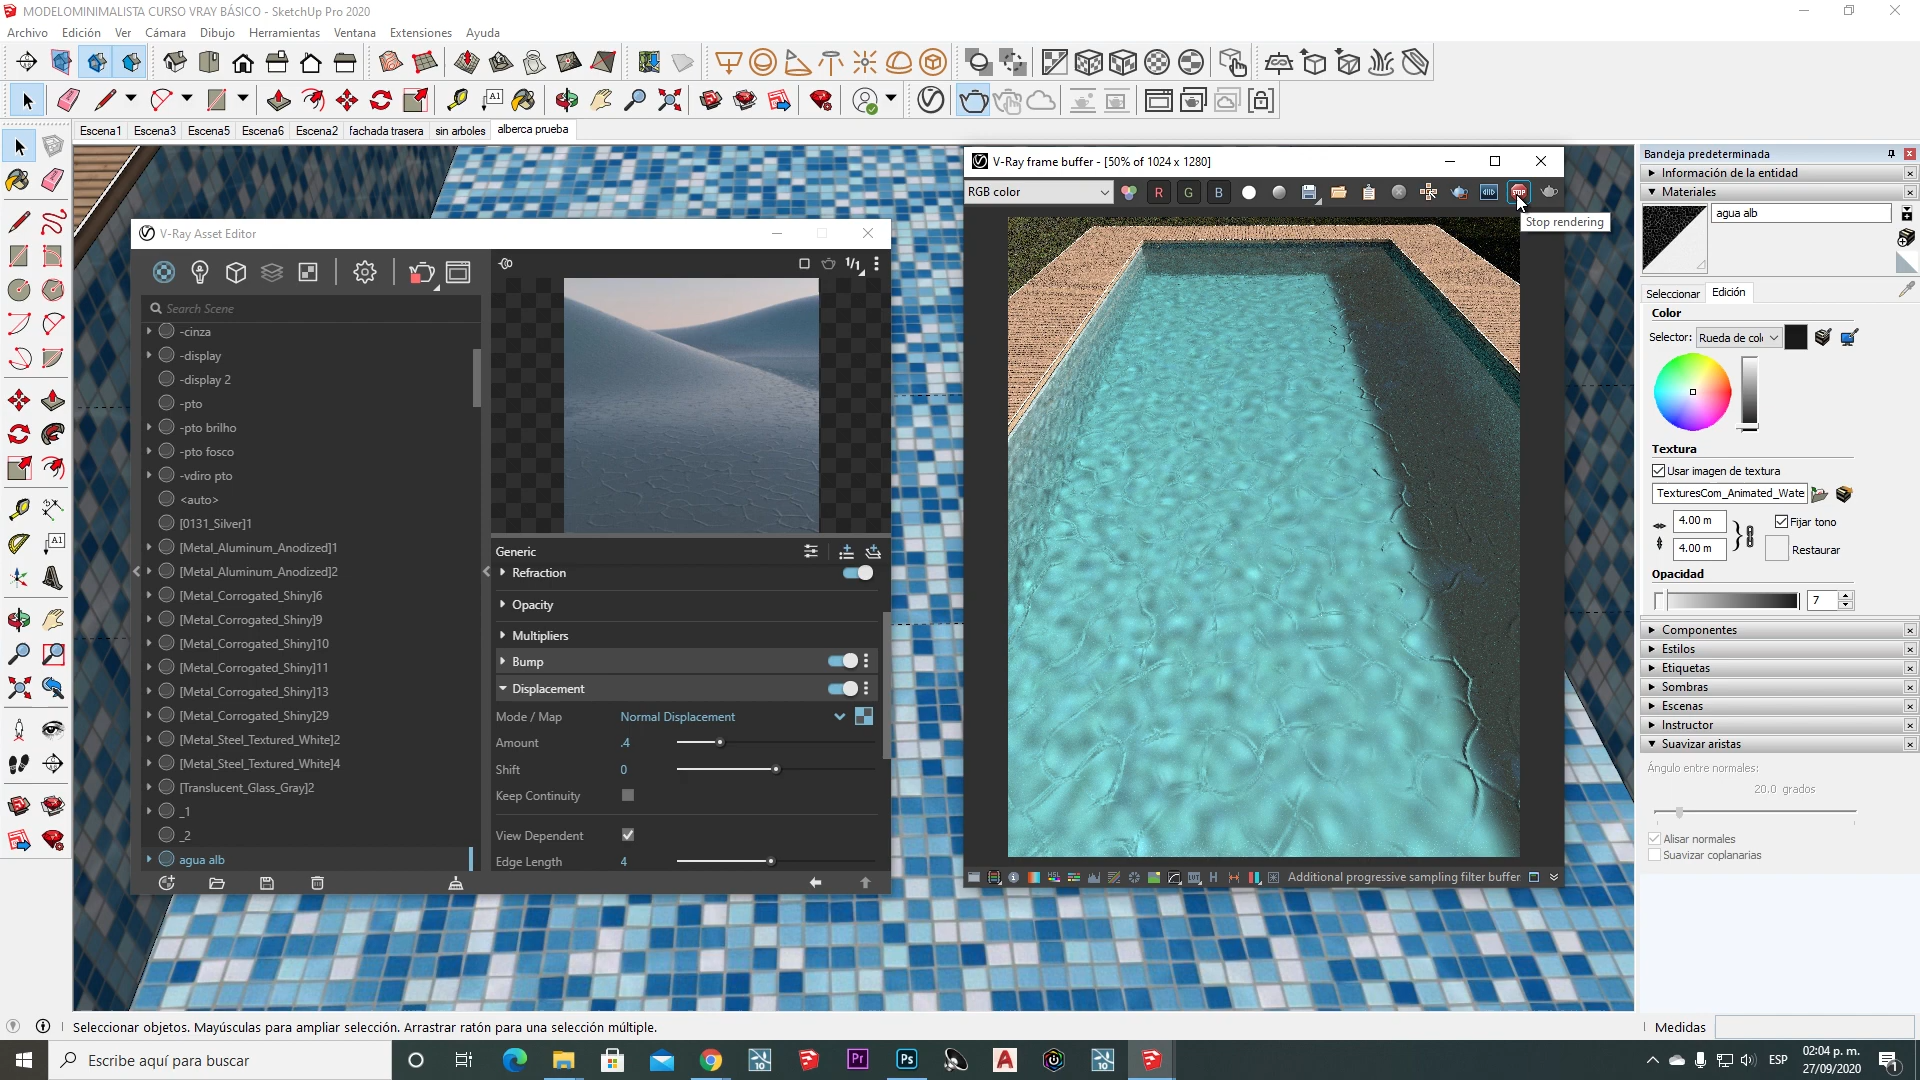 MODELOMINIMALISTA CURSO VRAY BÁSICO - SketchUp Pro 2020
Archivo Edición Ver Cámara Dibujo Herramientas Ventana Extensiones Ayuda
Escena1 Escena3 Escena5 Escena6 Escena2 fachada trasera sin arboles alberca prueba
V-Ray Asset Editor
Search Scene
-cinza
-display
-display 2
-pto
-pto brilho
-pto fosco
-vdiro pto
<auto>
[0131_Silver]1
[Metal_Aluminum_Anodized]1
[Metal_Aluminum_Anodized]2
[Metal_Corrogated_Shiny]6
[Metal_Corrogated_Shiny]9
[Metal_Corrogated_Shiny]10
[Metal_Corrogated_Shiny]11
[Metal_Corrogated_Shiny]13
[Metal_Corrogated_Shiny]29
[Metal_Steel_Textured_White]2
[Metal_Steel_Textured_White]4
[Translucent_Glass_Gray]2
_1
_2
agua alb
1/1
Generic
Refraction
Opacity
Multipliers
Bump
Displacement
Mode / Map Normal Displacement
Amount .4
Shift 0
Keep Continuity
View Dependent
Edge Length 4
V-Ray frame buffer - [50% of 1024 x 1280]
RGB color
R G B
STOP
Stop rendering
Additional progressive sampling filter buffer
Bandeja predeterminada
Información de la entidad
Materiales
agua alb
Seleccionar Edición
Color
Selector: Rueda de col
Textura
Usar imagen de textura
TexturesCom_Animated_Wate
4.00 m
Fijar tono
4.00 m
Restaurar
Opacidad
7
Componentes
Estilos
Etiquetas
Sombras
Escenas
Instructor
Suavizar aristas
Ángulo entre normales:
20.0 grados
Alisar normales
Suavizar coplanarias
Seleccionar objetos. Mayúsculas para ampliar selección. Arrastrar ratón para una selección múltiple.
Medidas
Escribe aquí para buscar
Pr
Ps
ESP
02:04 p. m.
27/09/2020
1